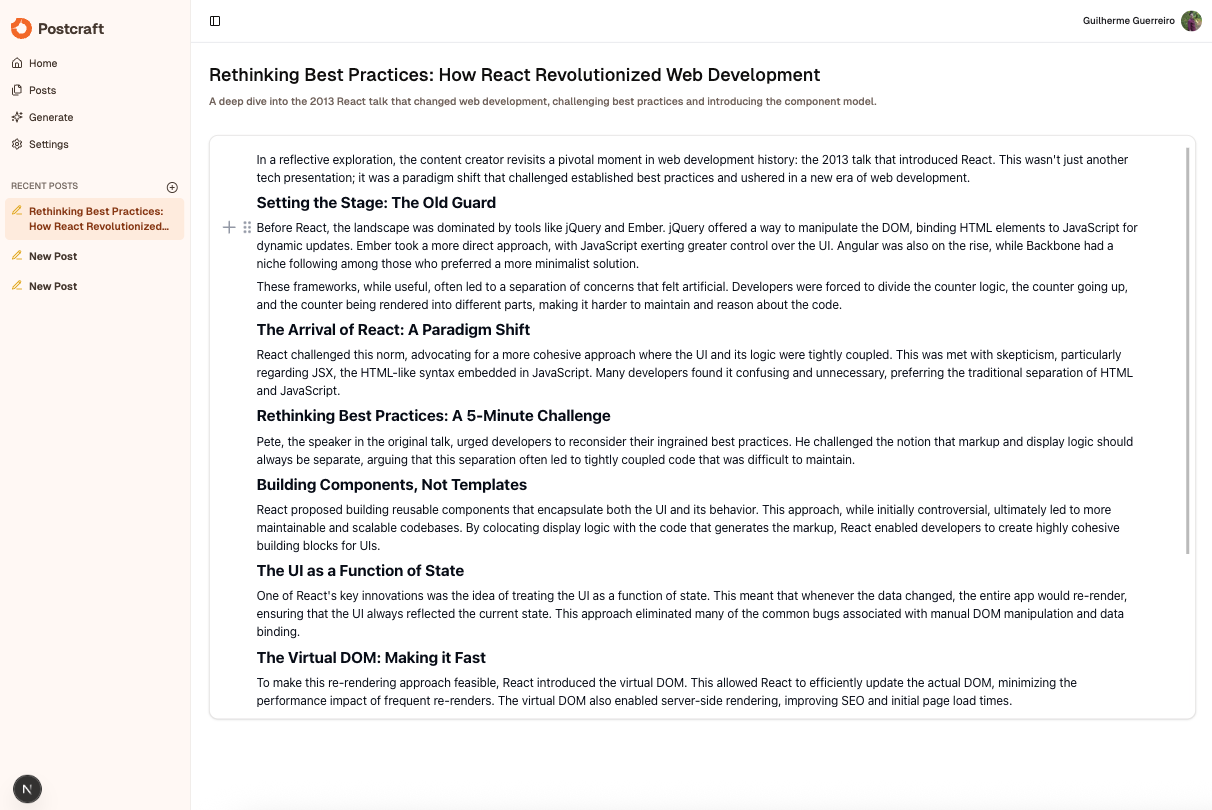 Postcraft
Guilherme Guerreiro
Home
Posts
Generate
Settings
RECENT POSTS
Rethinking Best Practices:
How React Revolutionized...
New Post
New Post
Rethinking Best Practices: How React Revolutionized Web Development
A deep dive into the 2013 React talk that changed web development, challenging best practices and introducing the component model.
In a reflective exploration, the content creator revisits a pivotal moment in web development history: the 2013 talk that introduced React. This wasn't just another
tech presentation; it was a paradigm shift that challenged established best practices and ushered in a new era of web development.
Setting the Stage: The Old Guard
Before React, the landscape was dominated by tools like jQuery and Ember. jQuery offered a way to manipulate the DOM, binding HTML elements to JavaScript for
dynamic updates. Ember took a more direct approach, with JavaScript exerting greater control over the UI. Angular was also on the rise, while Backbone had a
niche following among those who preferred a more minimalist solution.
These frameworks, while useful, often led to a separation of concerns that felt artificial. Developers were forced to divide the counter logic, the counter going up,
and the counter being rendered into different parts, making it harder to maintain and reason about the code.
The Arrival of React: A Paradigm Shift
React challenged this norm, advocating for a more cohesive approach where the UI and its logic were tightly coupled. This was met with skepticism, particularly
regarding JSX, the HTML-like syntax embedded in JavaScript. Many developers found it confusing and unnecessary, preferring the traditional separation of HTML
and JavaScript.
Rethinking Best Practices: A 5-Minute Challenge
Pete, the speaker in the original talk, urged developers to reconsider their ingrained best practices. He challenged the notion that markup and display logic should
always be separate, arguing that this separation often led to tightly coupled code that was difficult to maintain.
Building Components, Not Templates
React proposed building reusable components that encapsulate both the UI and its behavior. This approach, while initially controversial, ultimately led to more
maintainable and scalable codebases. By colocating display logic with the code that generates the markup, React enabled developers to create highly cohesive
building blocks for UIs.
The UI as a Function of State
One of React's key innovations was the idea of treating the UI as a function of state. This meant that whenever the data changed, the entire app would re-render,
ensuring that the UI always reflected the current state. This approach eliminated many of the common bugs associated with manual DOM manipulation and data
binding.
The Virtual DOM: Making it Fast
To make this re-rendering approach feasible, React introduced the virtual DOM. This allowed React to efficiently update the actual DOM, minimizing the
performance impact of frequent re-renders. The virtual DOM also enabled server-side rendering, improving SEO and initial page load times.
N